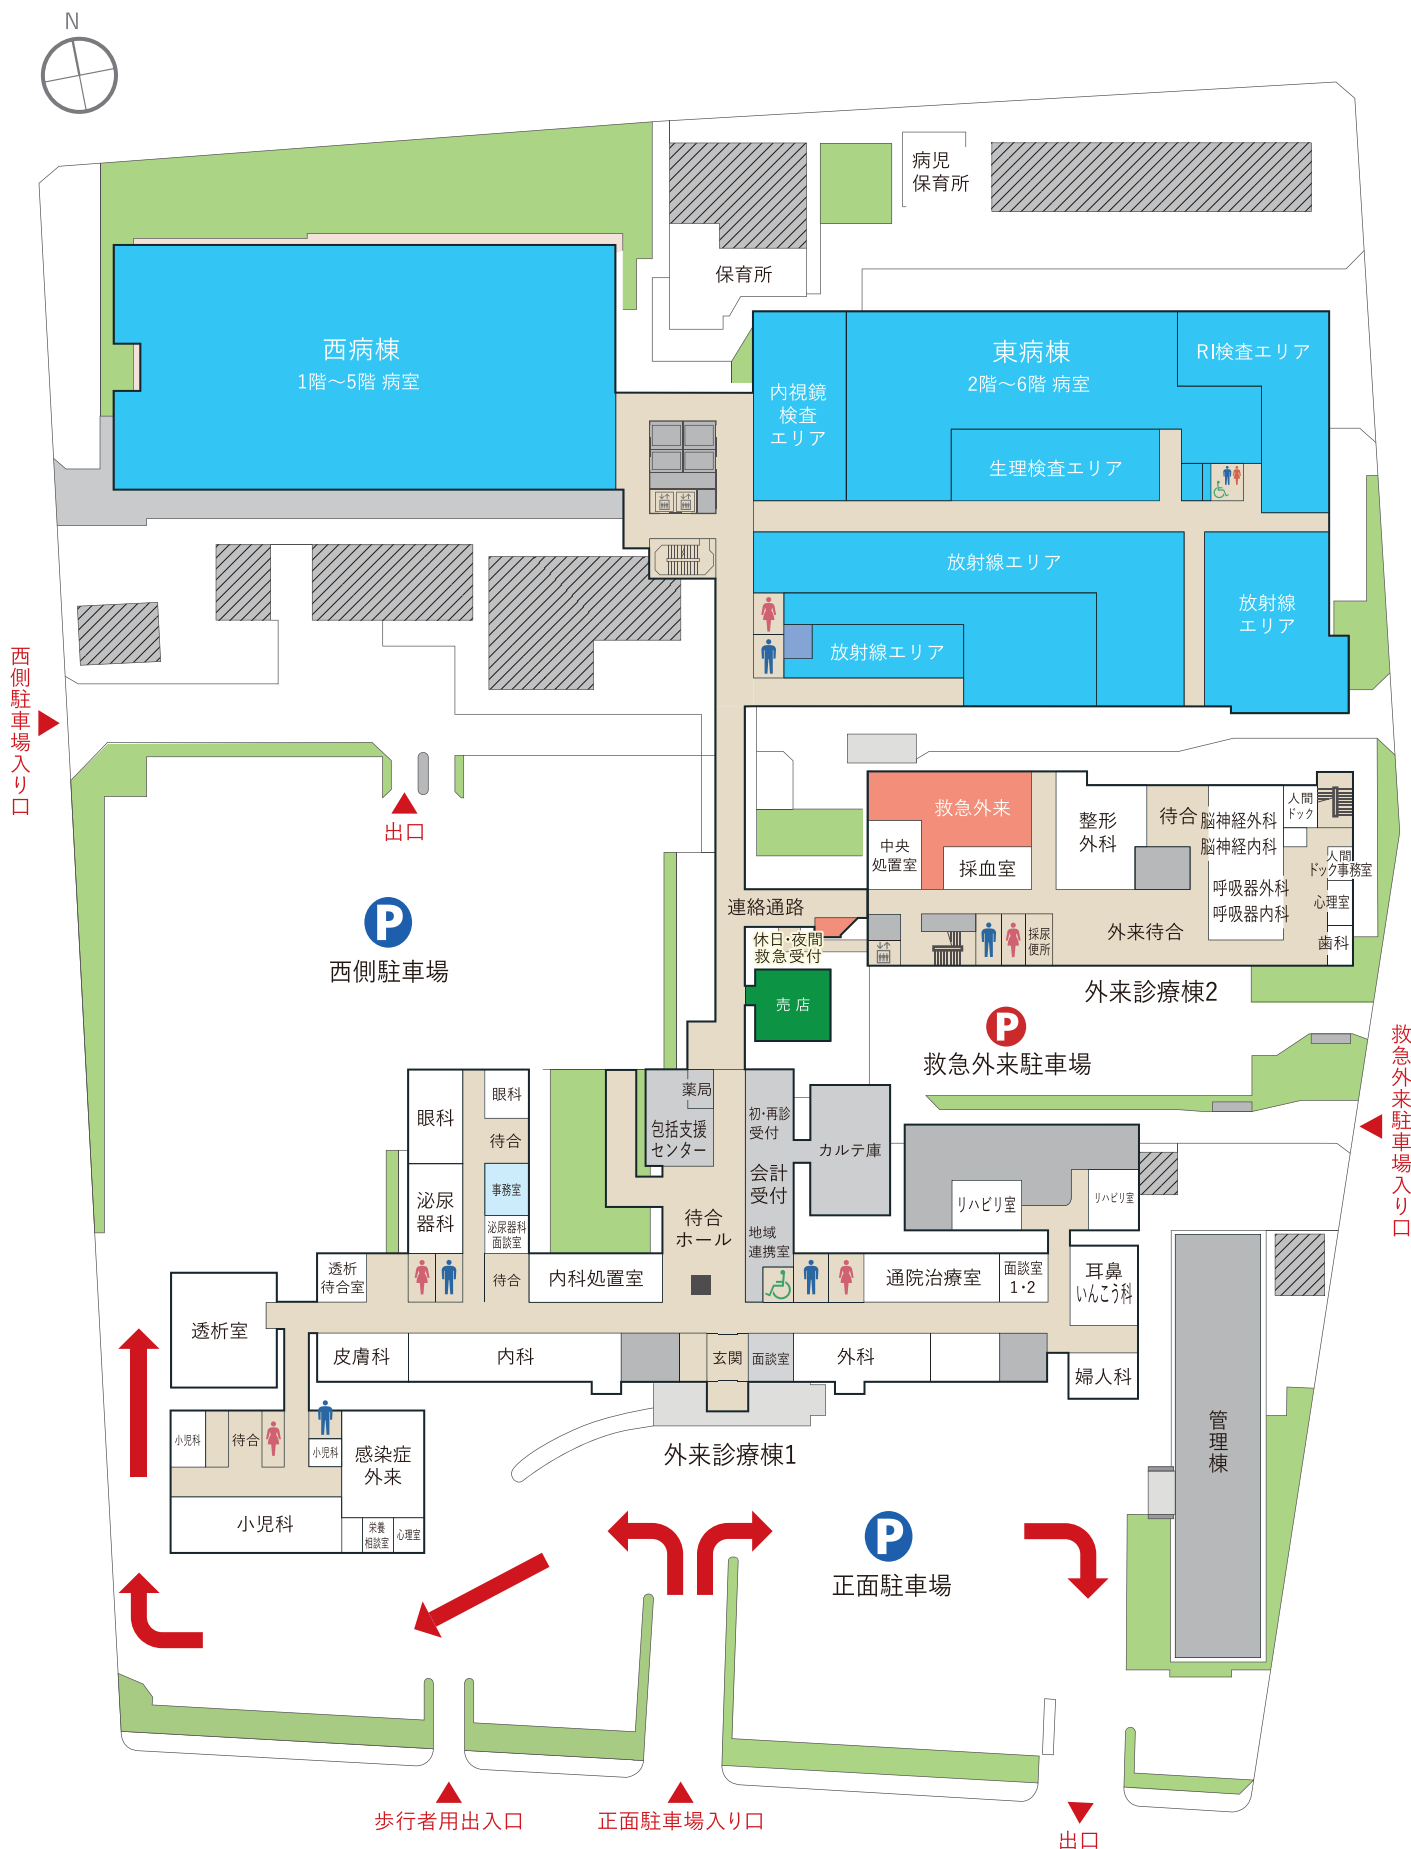 N
病児
保育所
保育所
西病棟
1階～5階 病室
東病棟
2階～6階 病室
RI検査エリア
内視鏡
検査
エリア
生理検査エリア
放射線エリア
放射線
エリア
放射線エリア
西側駐車場入り口
出口
P
西側駐車場
救急外来
中央
処置室
採血室
整形
外科
待合
脳神経外科
脳神経内科
呼吸器外科
呼吸器内科
人間
ドック
人間
ドック事務室
心理室
歯科
連絡通路
休日・夜間
救急受付
採尿
便所
外来待合
外来診療棟2
売店
P
救急外来駐車場
救急外来駐車場入り口
眼科
眼科
待合
泌尿
器科
事務室
泌尿器科
面談室
待合
薬局
包括支援
センター
初・再診
受付
会計
受付
地域
連携室
カルテ庫
待合
ホール
リハビリ室
リハビリ室
透析
待合室
内科処置室
通院治療室
面談室
1・2
耳鼻
いんこう科
透析室
皮膚科
内科
玄関
面談室
外科
婦人科
小児科
待合
小児科
感染症
外来
小児科
栄養
相談室
心理室
外来診療棟1
管理棟
P
正面駐車場
歩行者用出入口
正面駐車場入り口
出口